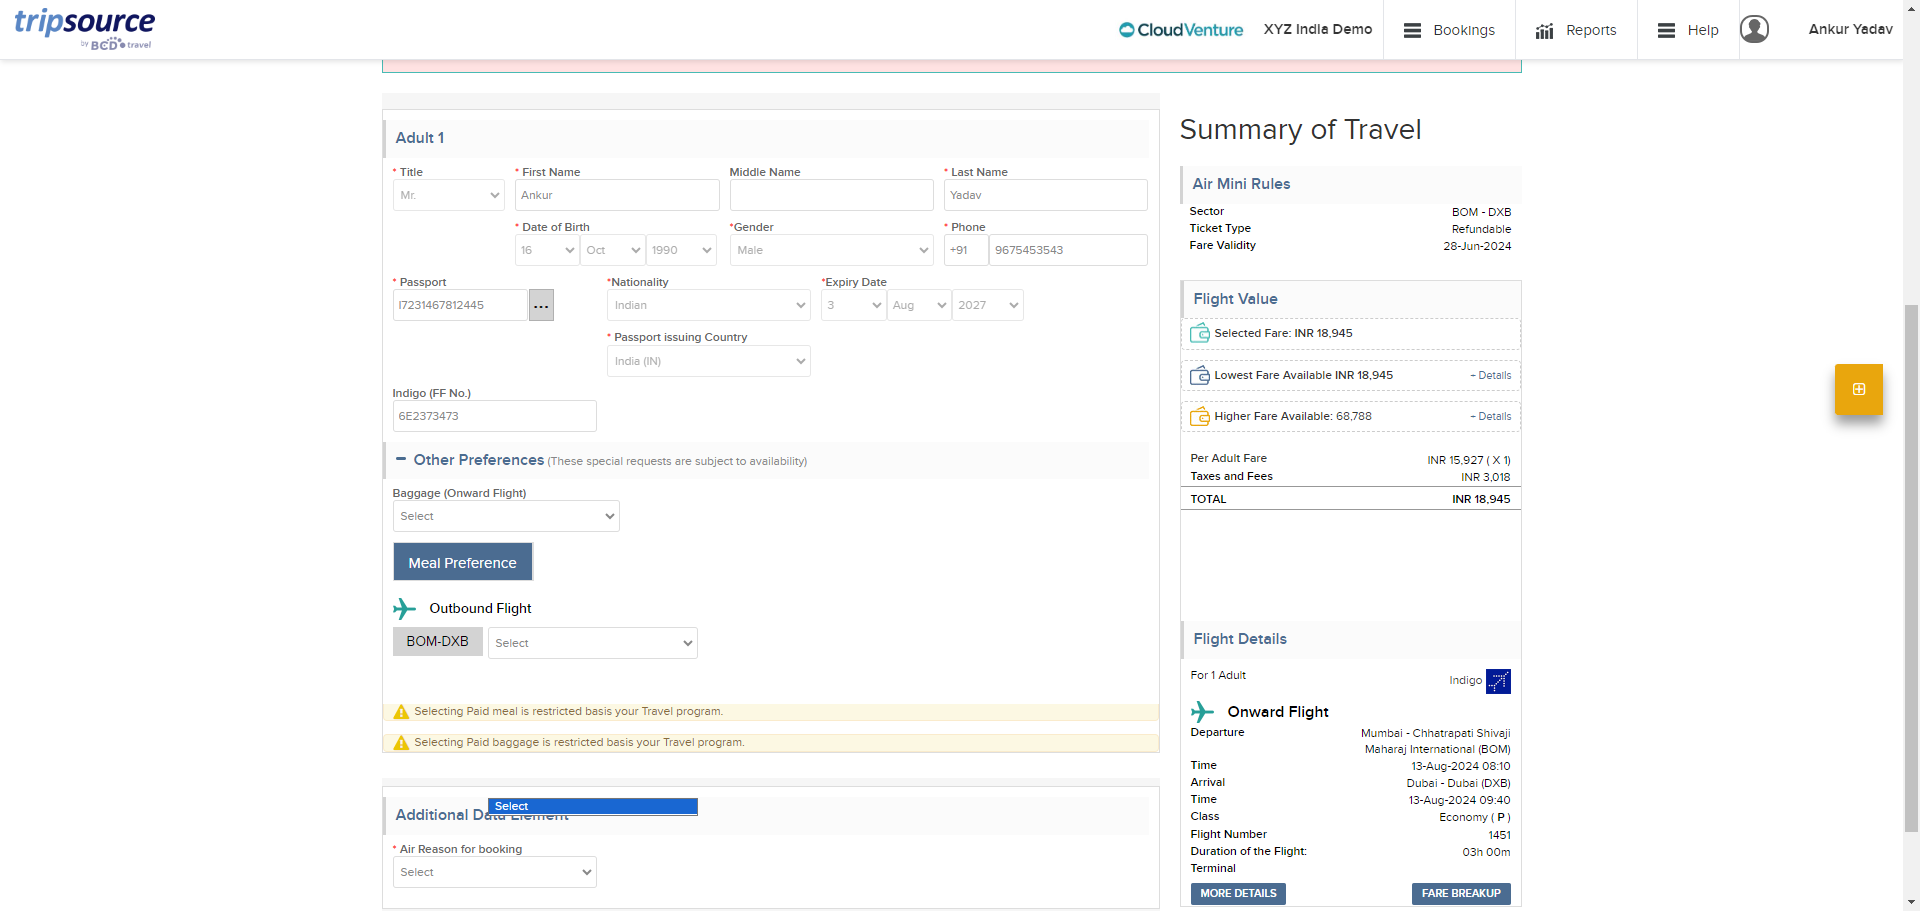 tripsource
by BCD travel
CloudVenture
XYZ India Demo
Bookings
Reports
Help
Ankur Yadav
Adult 1
* Title
* First Name
Middle Name
* Last Name
Mr.
Ankur
Yadav
* Date of Birth
*Gender
* Phone
16
Oct
1990
Male
+91
9675453543
* Passport
*Nationality
*Expiry Date
I7231467812445
...
Indian
3
Aug
2027
* Passport issuing Country
India (IN)
Indigo (FF No.)
6E2373473
Other Preferences (These special requests are subject to availability)
Baggage (Onward Flight)
Select
Meal Preference
Outbound Flight
BOM-DXB
Select
Selecting Paid meal is restricted basis your Travel program.
Selecting Paid baggage is restricted basis your Travel program.
Select
Additional Data Element
* Air Reason for booking
Select
Summary of Travel
Air Mini Rules
Sector BOM - DXB
Ticket Type Refundable
Fare Validity 28-Jun-2024
Flight Value
Selected Fare: INR 18,945
Lowest Fare Available INR 18,945 + Details
Higher Fare Available: 68,788 + Details
Per Adult Fare INR 15,927 ( X 1)
Taxes and Fees INR 3,018
TOTAL INR 18,945
Flight Details
For 1 Adult Indigo
Onward Flight
Departure Mumbai - Chhatrapati Shivaji
Maharaj International (BOM)
Time 13-Aug-2024 08:10
Arrival Dubai - Dubai (DXB)
Time 13-Aug-2024 09:40
Class Economy ( P )
Flight Number 1451
Duration of the Flight: 03h 00m
Terminal
MORE DETAILS
FARE BREAKUP